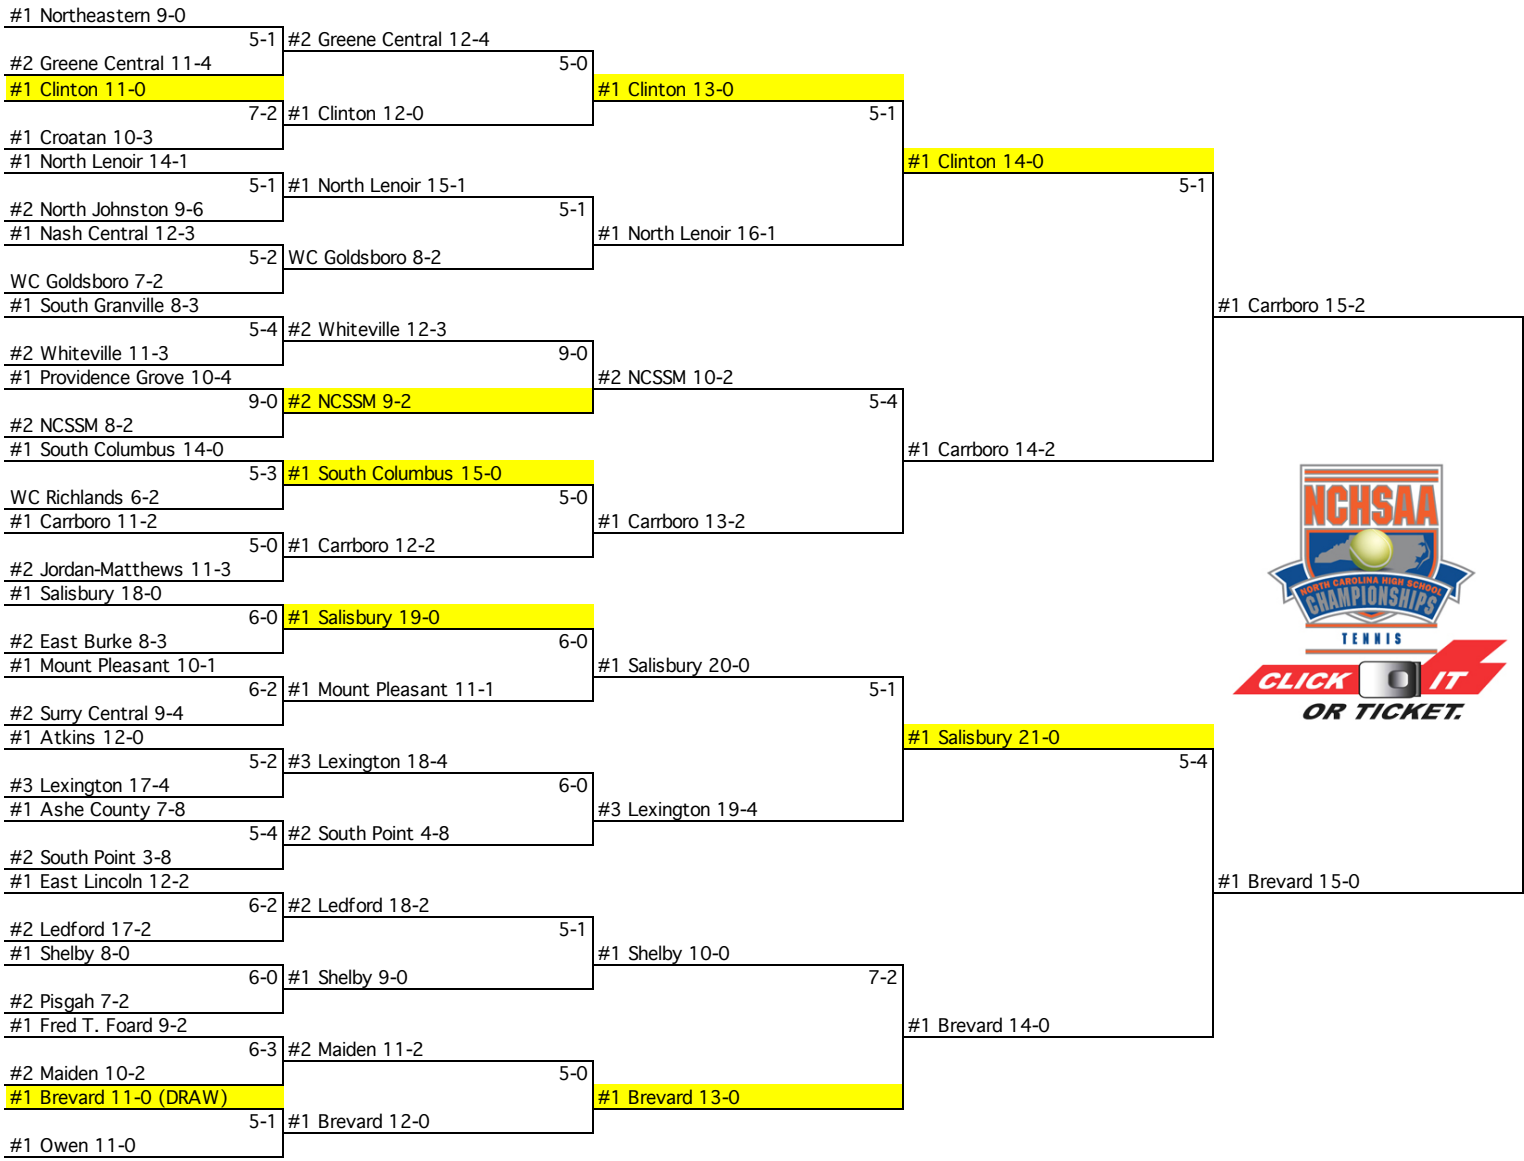 #1 Northeastern 9-0
5-1
#2 Greene Central 11-4
#1 Clinton 11-0
7-2
#1 Croatan 10-3
#1 North Lenoir 14-1
5-1
#2 North Johnston 9-6
#1 Nash Central 12-3
5-2
WC Goldsboro 7-2
#1 South Granville 8-3
5-4
#2 Whiteville 11-3
#1 Providence Grove 10-4
9-0
#2 NCSSM 8-2
#1 South Columbus 14-0
5-3
WC Richlands 6-2
#1 Carrboro 11-2
5-0
#2 Jordan-Matthews 11-3
#1 Salisbury 18-0
6-0
#2 East Burke 8-3
#1 Mount Pleasant 10-1
6-2
#2 Surry Central 9-4
#1 Atkins 12-0
5-2
#3 Lexington 17-4
#1 Ashe County 7-8
5-4
#2 South Point 3-8
#1 East Lincoln 12-2
6-2
#2 Ledford 17-2
#1 Shelby 8-0
6-0
#2 Pisgah 7-2
#1 Fred T. Foard 9-2
6-3
#2 Maiden 10-2
#1 Brevard 11-0 (DRAW)
5-1
#1 Owen 11-0
#2 Greene Central 12-4
5-0
#1 Clinton 12-0
#1 North Lenoir 15-1
5-1
WC Goldsboro 8-2
#2 Whiteville 12-3
9-0
#2 NCSSM 9-2
#1 South Columbus 15-0
5-0
#1 Carrboro 12-2
#1 Salisbury 19-0
6-0
#1 Mount Pleasant 11-1
#3 Lexington 18-4
6-0
#2 South Point 4-8
#2 Ledford 18-2
5-1
#1 Shelby 9-0
#2 Maiden 11-2
5-0
#1 Brevard 12-0
#1 Clinton 13-0
5-1
#1 North Lenoir 16-1
#2 NCSSM 10-2
5-4
#1 Carrboro 13-2
#1 Salisbury 20-0
5-1
#3 Lexington 19-4
#1 Shelby 10-0
7-2
#1 Brevard 13-0
#1 Clinton 14-0
5-1
#1 Carrboro 14-2
#1 Salisbury 21-0
5-4
#1 Brevard 14-0
#1 Carrboro 15-2
#1 Brevard 15-0
NCHSAA
NORTH CAROLINA HIGH SCHOOL
CHAMPIONSHIPS
TENNIS
CLICK IT
OR TICKET.